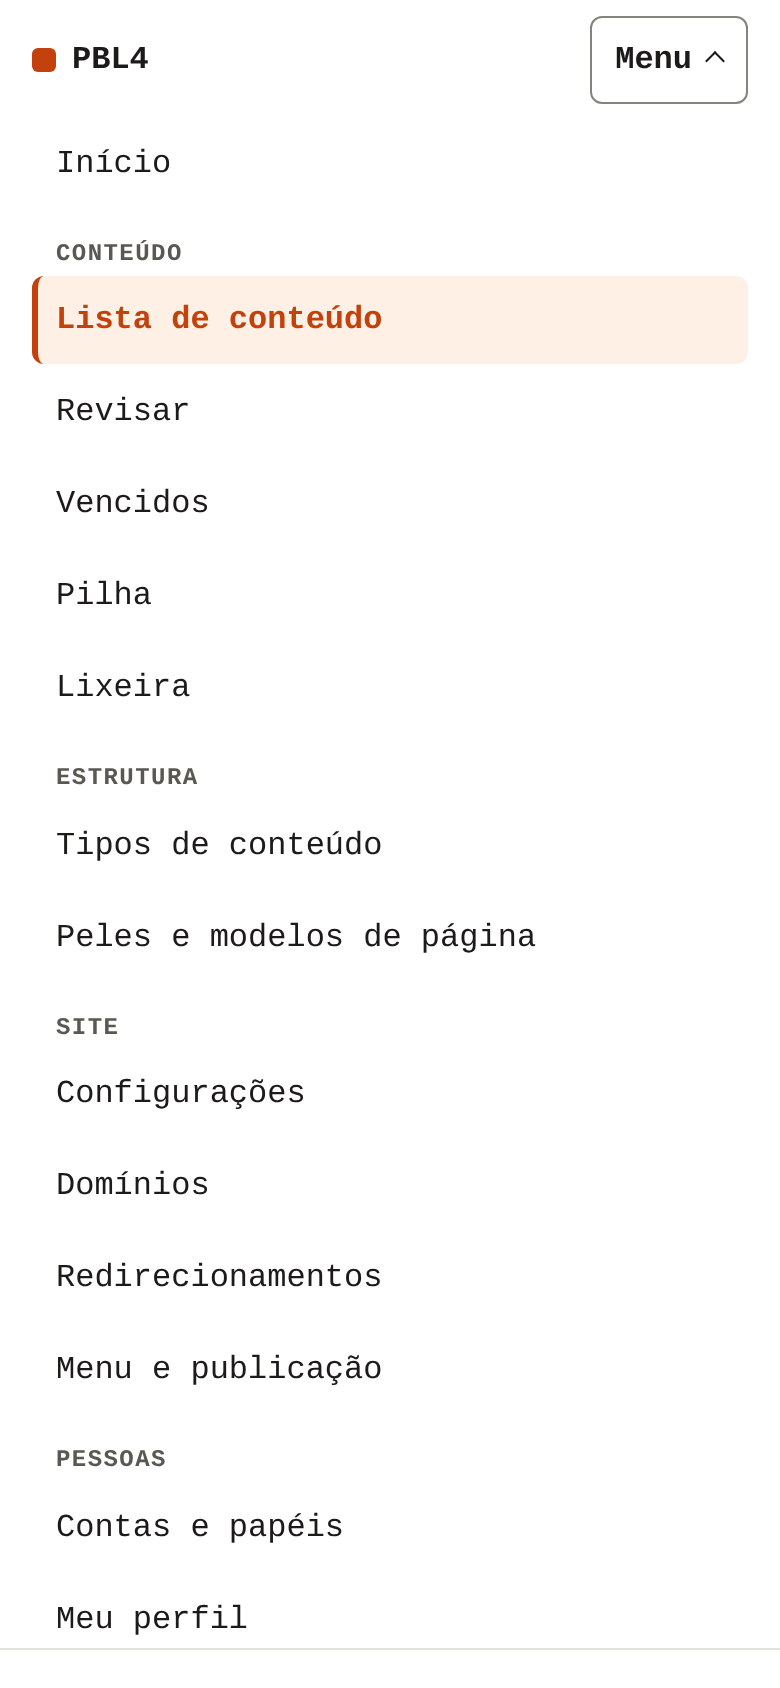 PBL4
Menu
Início
CONTEÚDO
Lista de conteúdo
Revisar
Vencidos
Pilha
Lixeira
ESTRUTURA
Tipos de conteúdo
Peles e modelos de página
SITE
Configurações
Domínios
Redirecionamentos
Menu e publicação
PESSOAS
Contas e papéis
Meu perfil